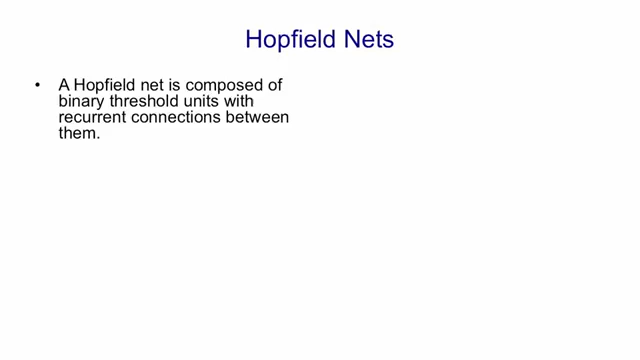 Hopfield Nets
• A Hopfield net is composed of
binary threshold units with
recurrent connections between
them.